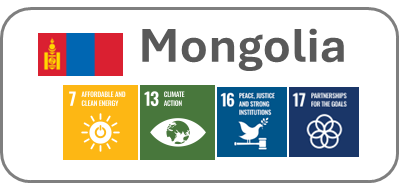 Mongolia
7 AFFORDABLE AND
CLEAN ENERGY
13 CLIMATE
ACTION
16 PEACE, JUSTICE
AND STRONG
INSTITUTIONS
17 PARTNERSHIPS
FOR THE GOALS